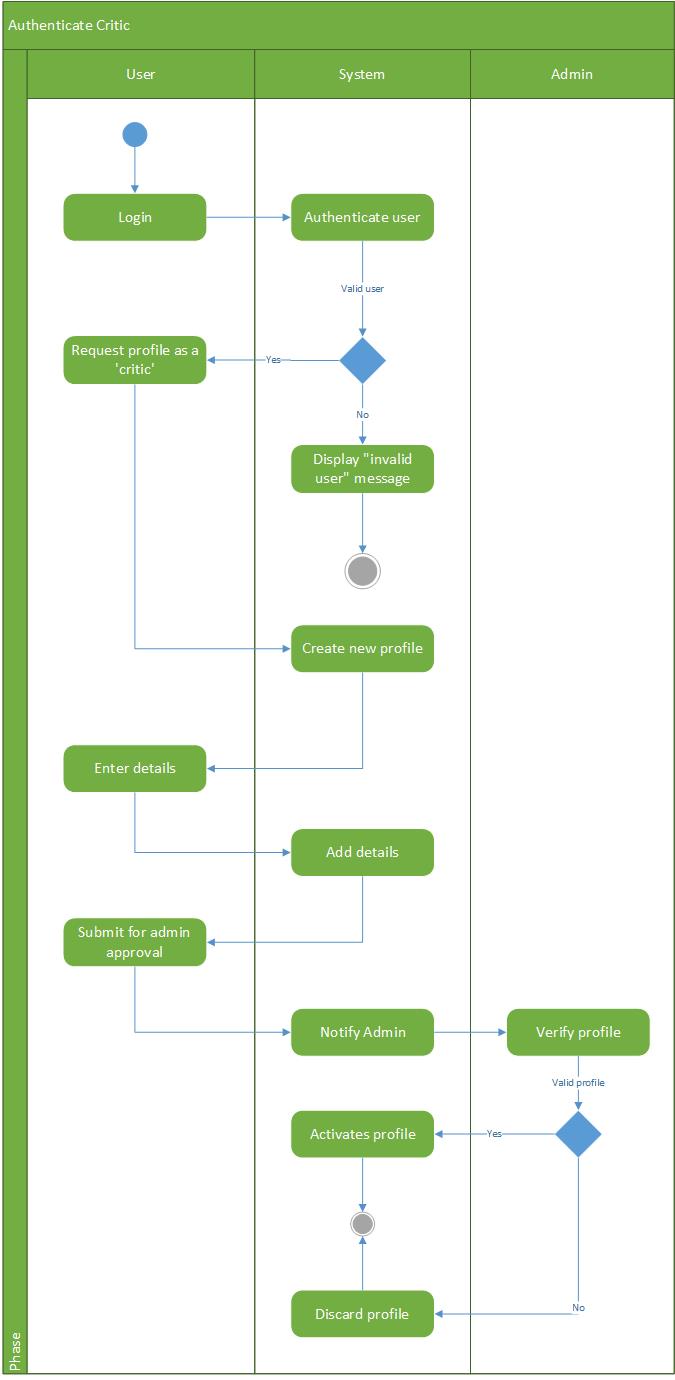 Authenticate Critic
User
System
Admin
Login
Authenticate user
Valid user
Request profile as a
'critic'
Yes
No
Display "invalid
user" message
Create new profile
Enter details
Add details
Submit for admin
approval
Notify Admin
Verify profile
Valid profile
Activates profile
Yes
No
Discard profile
Phase